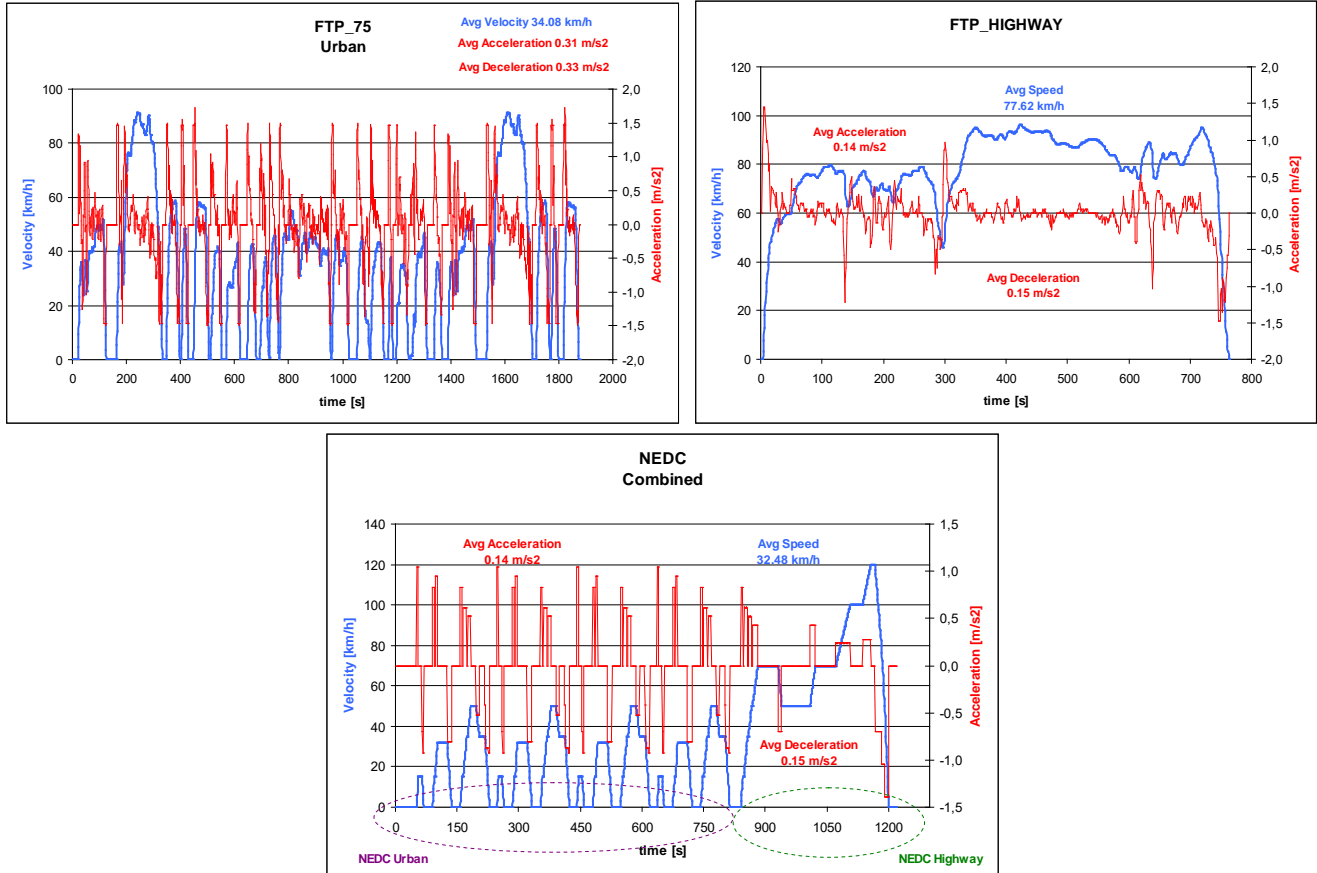 FTP_75
Urban
Avg Velocity 34.08 km/h
Avg Acceleration 0.31 m/s2
Avg Deceleration 0.33 m/s2
100
80
60
40
20
0
Velocity [km/h]
2,0
1,5
1,0
0,5
0,0
-0,5
-1,0
-1,5
-2,0
Acceleration [m/s2]
0 200 400 600 800 1000 1200 1400 1600 1800 2000
time [s]
FTP_HIGHWAY
120
100
80
60
40
20
0
Velocity [km/h]
Avg Speed
77.62 km/h
Avg Acceleration
0.14 m/s2
Avg Deceleration
0.15 m/s2
2,0
1,5
1,0
0,5
0,0
-0,5
-1,0
-1,5
-2,0
Acceleration [m/s2]
0 100 200 300 400 500 600 700 800
time [s]
NEDC
Combined
140
120
100
80
60
40
20
0
Velocity [km/h]
Avg Acceleration
0.14 m/s2
Avg Speed
32.48 km/h
Avg Deceleration
0.15 m/s2
1,5
1,0
0,5
0,0
-0,5
-1,0
-1,5
Acceleration [m/s2]
0 150 300 450 600 750 900 1050 1200
time [s]
NEDC Urban
NEDC Highway